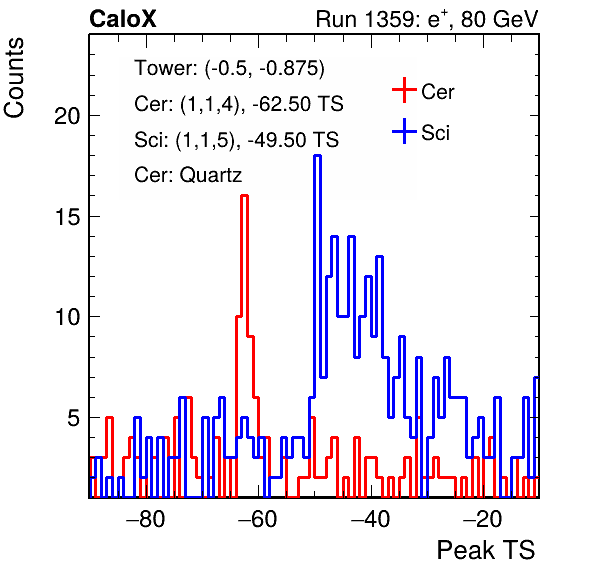 CaloX Run 1359: e⁺, 80 GeV
Counts
Tower: (-0.5, -0.875)
Cer: (1,1,4), -62.50 TS
Sci: (1,1,5), -49.50 TS
Cer: Quartz
Cer
Sci
20
15
10
5
−80 −60 −40 −20
Peak TS